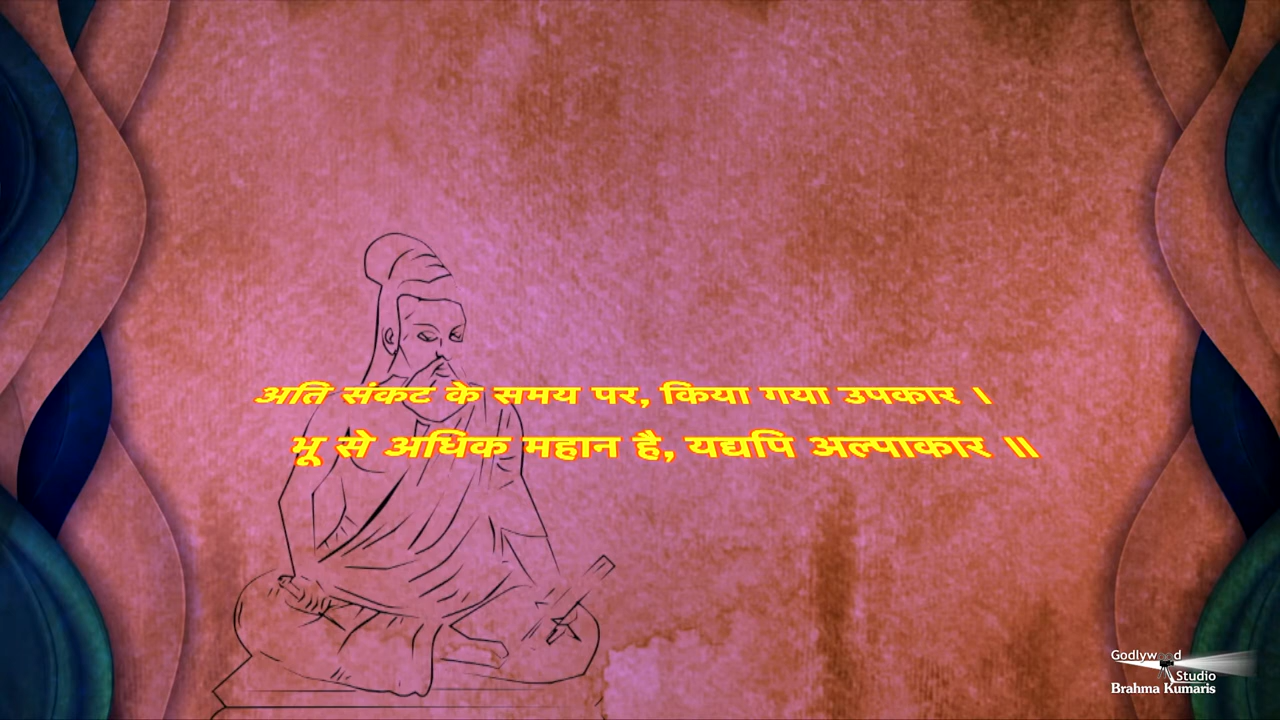 अति संकट के समय पर, किया गया उपकार ।
भू से अधिक महान है, यद्यपि अल्पाकार ॥
Godlywood
Studio
Brahma Kumaris